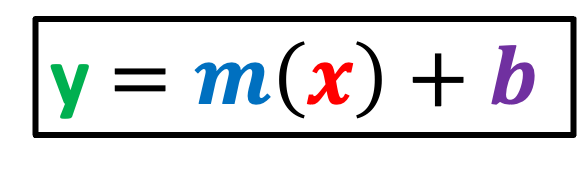 y = m(x) + b